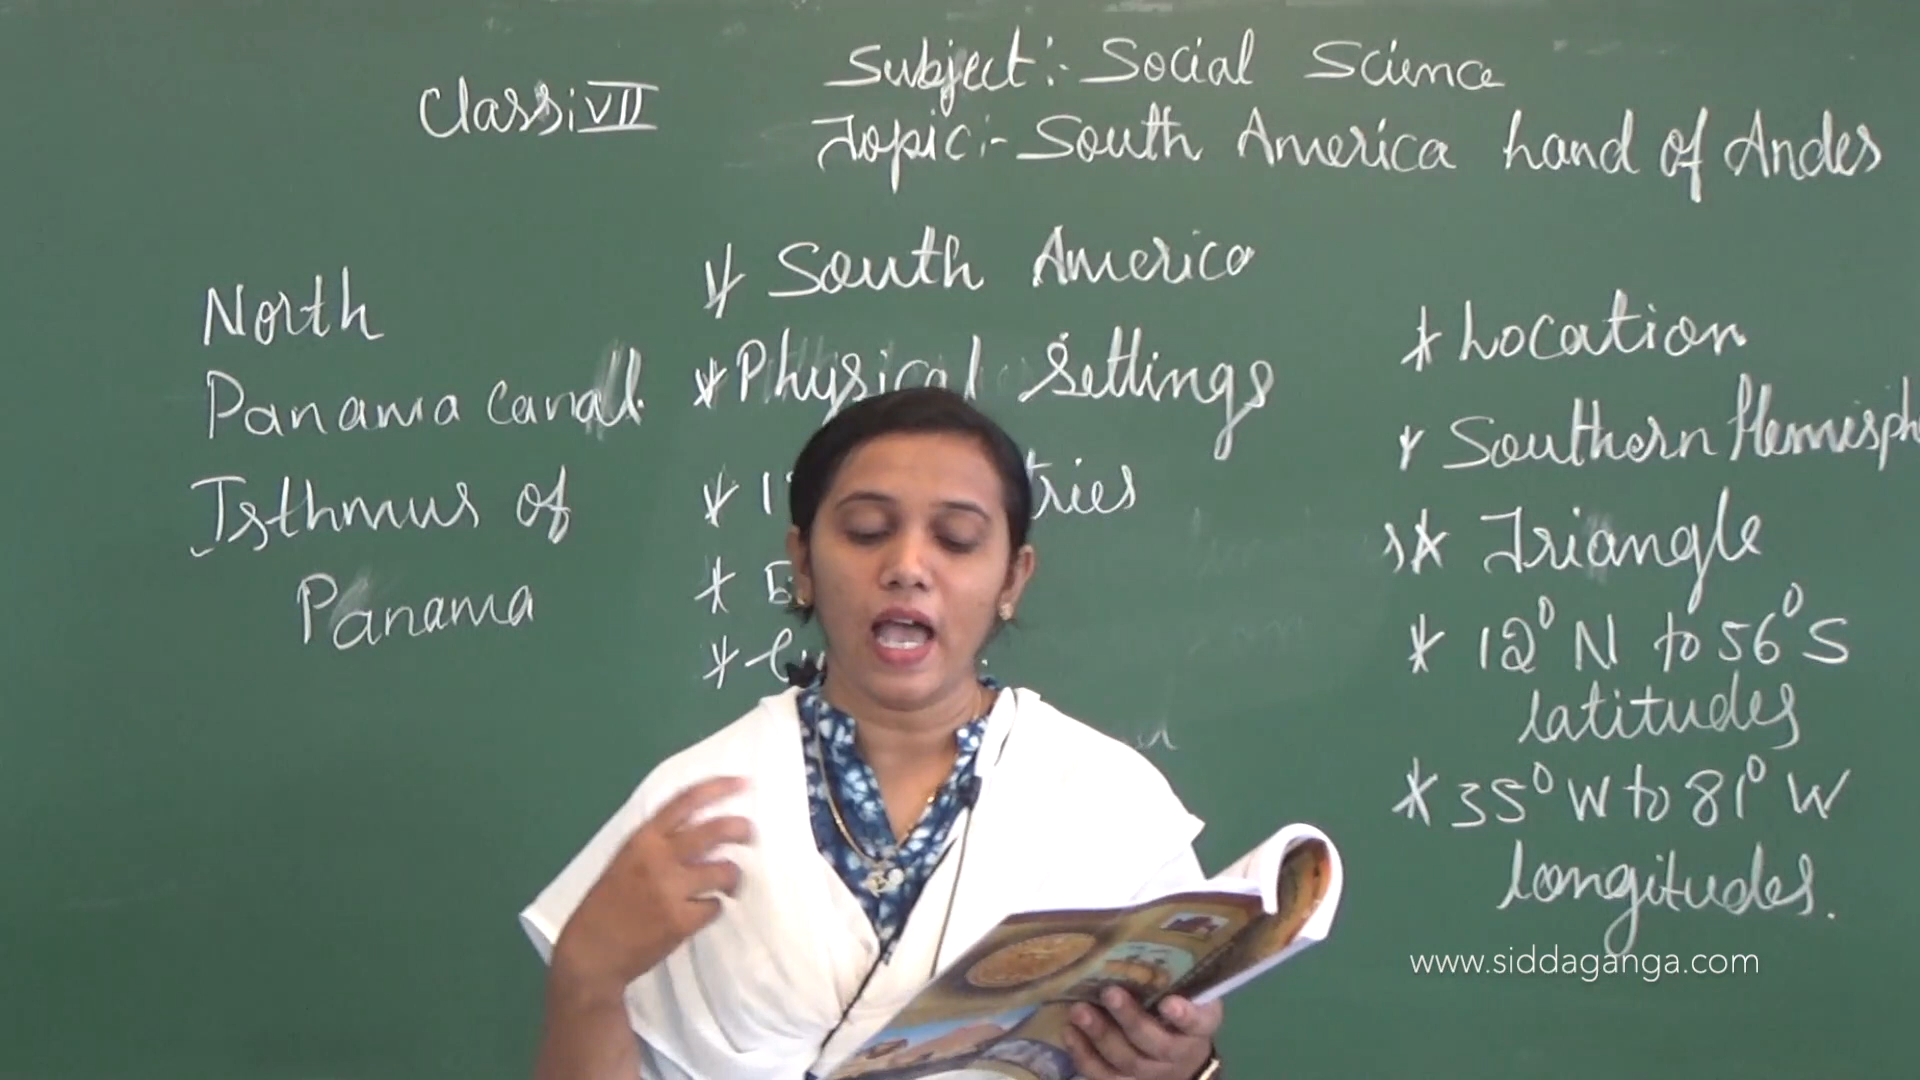 Class: VII
Subject:- Social Science
Topic:- South America Land of Andes
North
Panama Canal.
Isthmus of
Panama
* South America
* Physical Settings
* Location
* Southern Hemisph
* Triangle
* 12° N to 56° S
latitudes
* 35° W to 81° W
longitudes.
www.siddaganga.com